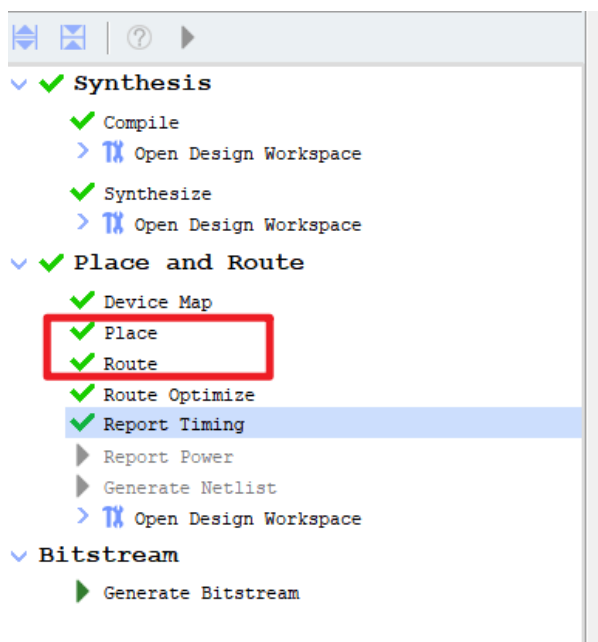 Synthesis
Compile
Open Design Workspace
Synthesize
Open Design Workspace
Place and Route
Device Map
Place
Route
Route Optimize
Report Timing
Report Power
Generate Netlist
Open Design Workspace
Bitstream
Generate Bitstream